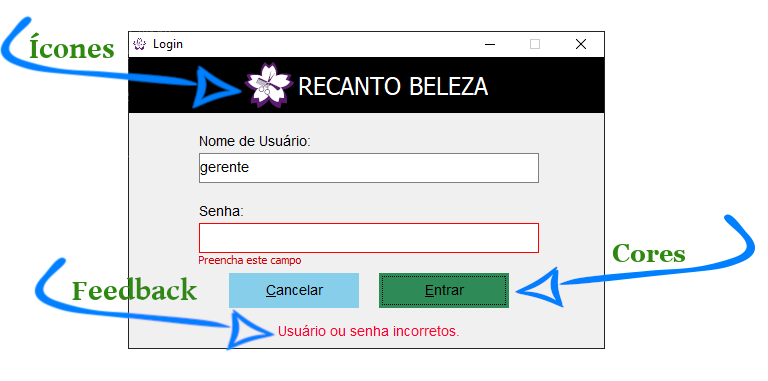 Ícones
Login
RECANTO BELEZA
Nome de Usuário:
gerente
Senha:
Preencha este campo
Cores
Feedback
Cancelar
Entrar
Usuário ou senha incorretos.